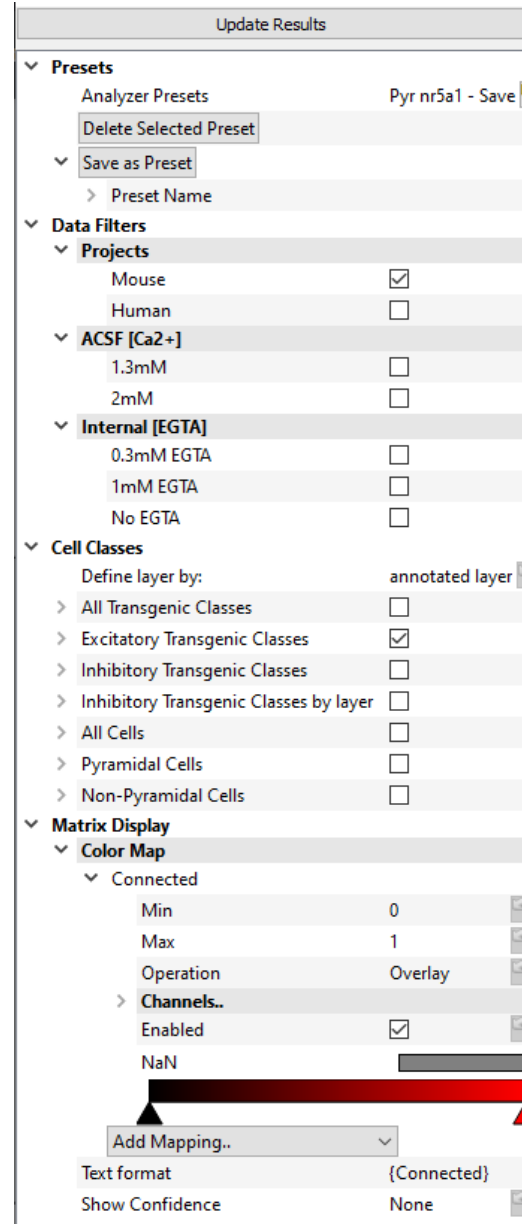 Update Results
Presets
Analyzer Presets Pyr nr5a1 - Save
Delete Selected Preset
Save as Preset
Preset Name
Data Filters
Projects
Mouse
Human
ACSF [Ca2+]
1.3mM
2mM
Internal [EGTA]
0.3mM EGTA
1mM EGTA
No EGTA
Cell Classes
Define layer by: annotated layer
All Transgenic Classes
Excitatory Transgenic Classes
Inhibitory Transgenic Classes
Inhibitory Transgenic Classes by layer
All Cells
Pyramidal Cells
Non-Pyramidal Cells
Matrix Display
Color Map
Connected
Min 0
Max 1
Operation Overlay
Channels..
Enabled
NaN
Add Mapping..
Text format {Connected}
Show Confidence None